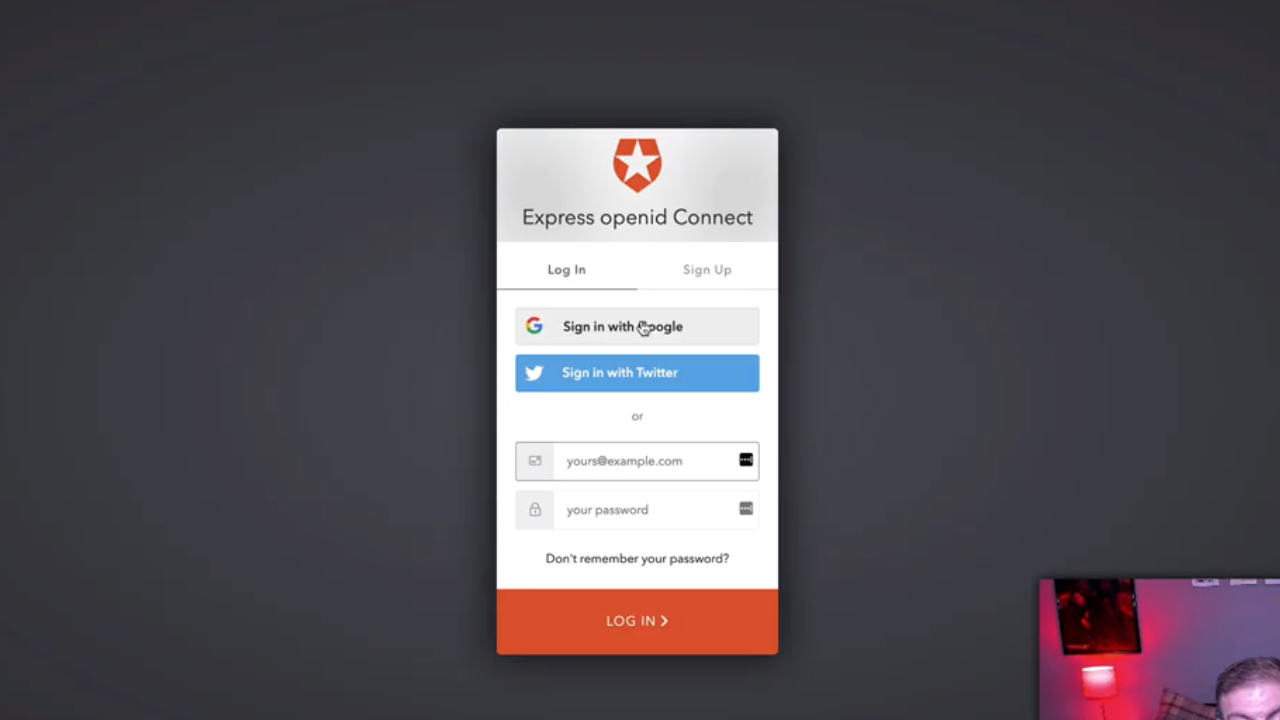 Express openid Connect
Log In
Sign Up
Sign in with Google
Sign in with Twitter
or
yours@example.com
your password
Don't remember your password?
LOG IN